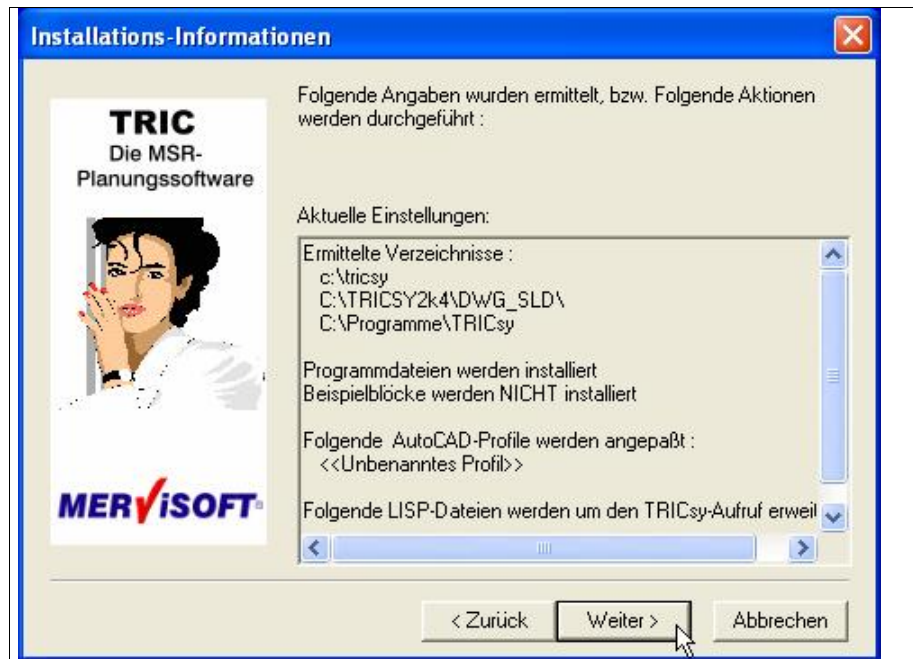 Installations-Informationen
TRIC
Die MSR-
Planungssoftware
MERViSOFT
Folgende Angaben wurden ermittelt, bzw. Folgende Aktionen
werden durchgeführt :
Aktuelle Einstellungen:
Ermittelte Verzeichnisse :
c:\tricsy
C:\TRICSY2k4\DWG_SLD\
C:\Programme\TRICsy
Programmdateien werden installiert
Beispielblöcke werden NICHT installiert
Folgende AutoCAD-Profile werden angepaßt :
<<Unbenanntes Profil>>
Folgende LISP-Dateien werden um den TRICsy-Aufruf erweil
< Zurück
Weiter >
Abbrechen